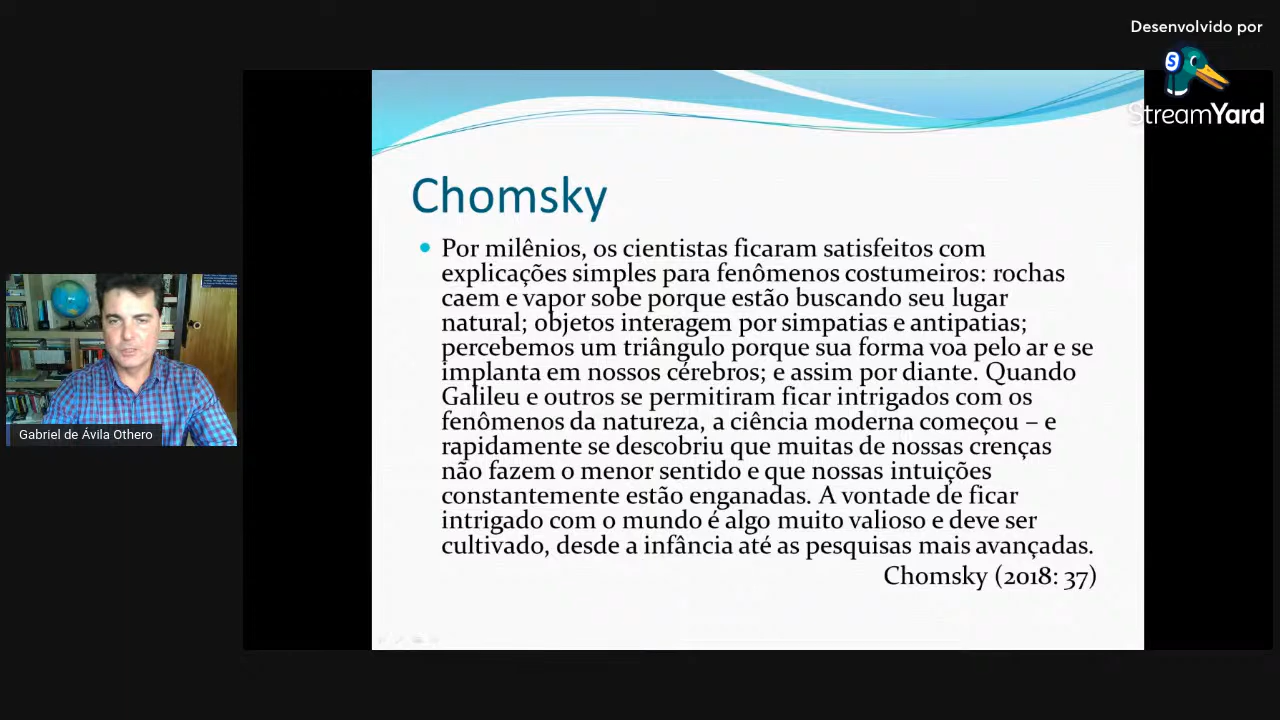 Desenvolvido por
StreamYard
Chomsky
Por milênios, os cientistas ficaram satisfeitos com
explicações simples para fenômenos costumeiros: rochas
caem e vapor sobe porque estão buscando seu lugar
natural; objetos interagem por simpatias e antipatias;
percebemos um triângulo porque sua forma voa pelo ar e se
implanta em nossos cérebros; e assim por diante. Quando
Galileu e outros se permitiram ficar intrigados com os
fenômenos da natureza, a ciência moderna começou – e
rapidamente se descobriu que muitas de nossas crenças
não fazem o menor sentido e que nossas intuições
constantemente estão enganadas. A vontade de ficar
intrigado com o mundo é algo muito valioso e deve ser
cultivado, desde a infância até as pesquisas mais avançadas.
Chomsky (2018: 37)
Gabriel de Ávila Othero